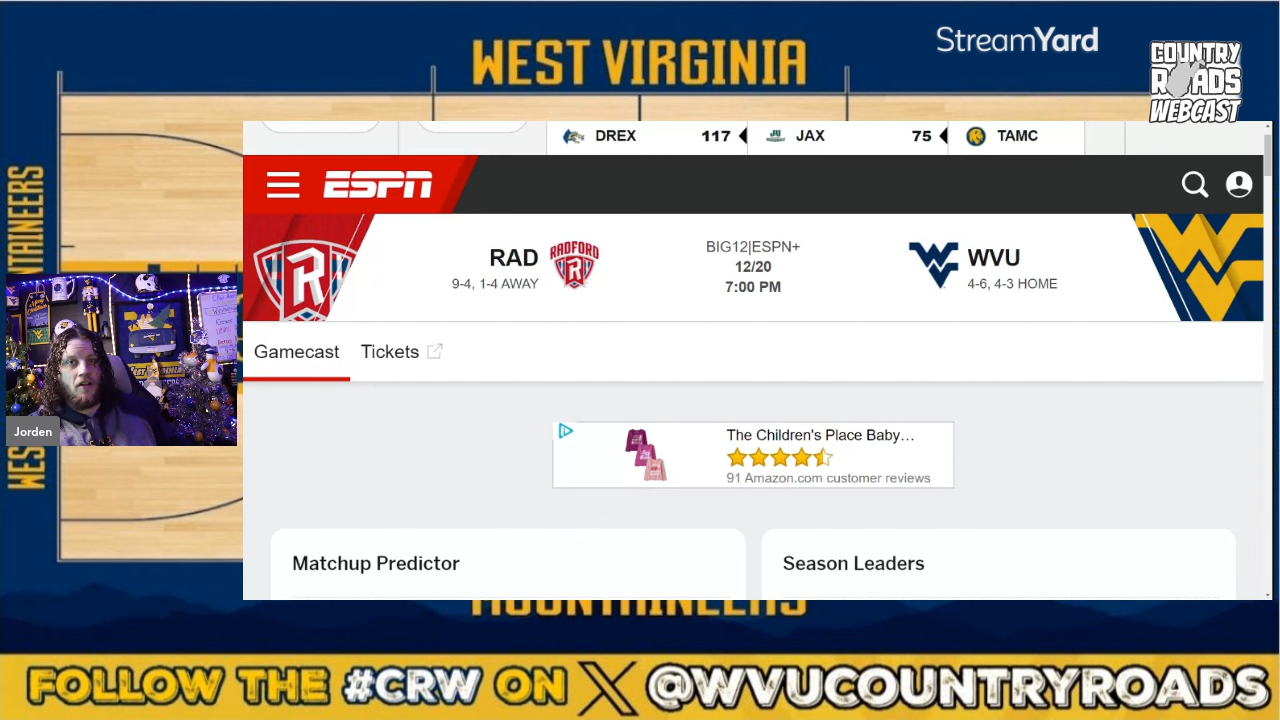 WEST VIRGINIA
StreamYard
COUNTRY
ROADS
WEBCAST
DREX 117 JAX 75 TAMC
ESPN
RAD RADFORD R BIG12|ESPN+ WVU
9-4, 1-4 AWAY 12/20 4-6, 4-3 HOME
7:00 PM
Gamecast Tickets
The Children's Place Baby…
91 Amazon.com customer reviews
Matchup Predictor Season Leaders
Jorden
MOUNTAINEERS
FOLLOW THE #CRW ON X @WVUCOUNTRYROADS